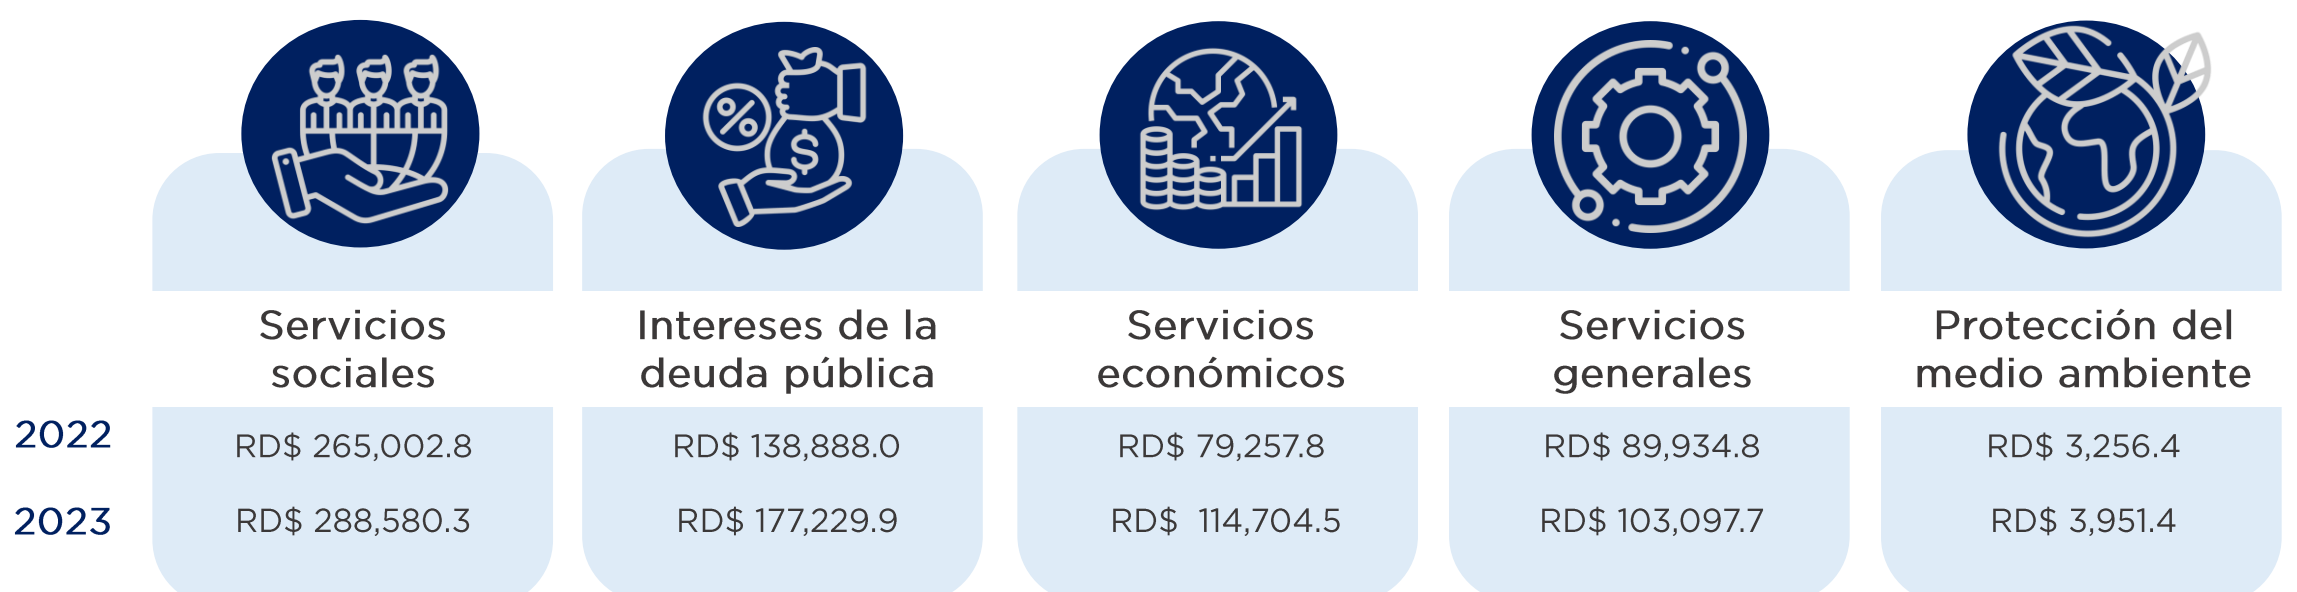 Servicios
sociales
Intereses de la
deuda pública
Servicios
económicos
Servicios
generales
Protección del
medio ambiente
2022
RD$ 265,002.8
RD$ 138,888.0
RD$ 79,257.8
RD$ 89,934.8
RD$ 3,256.4
2023
RD$ 288,580.3
RD$ 177,229.9
RD$  114,704.5
RD$ 103,097.7
RD$ 3,951.4